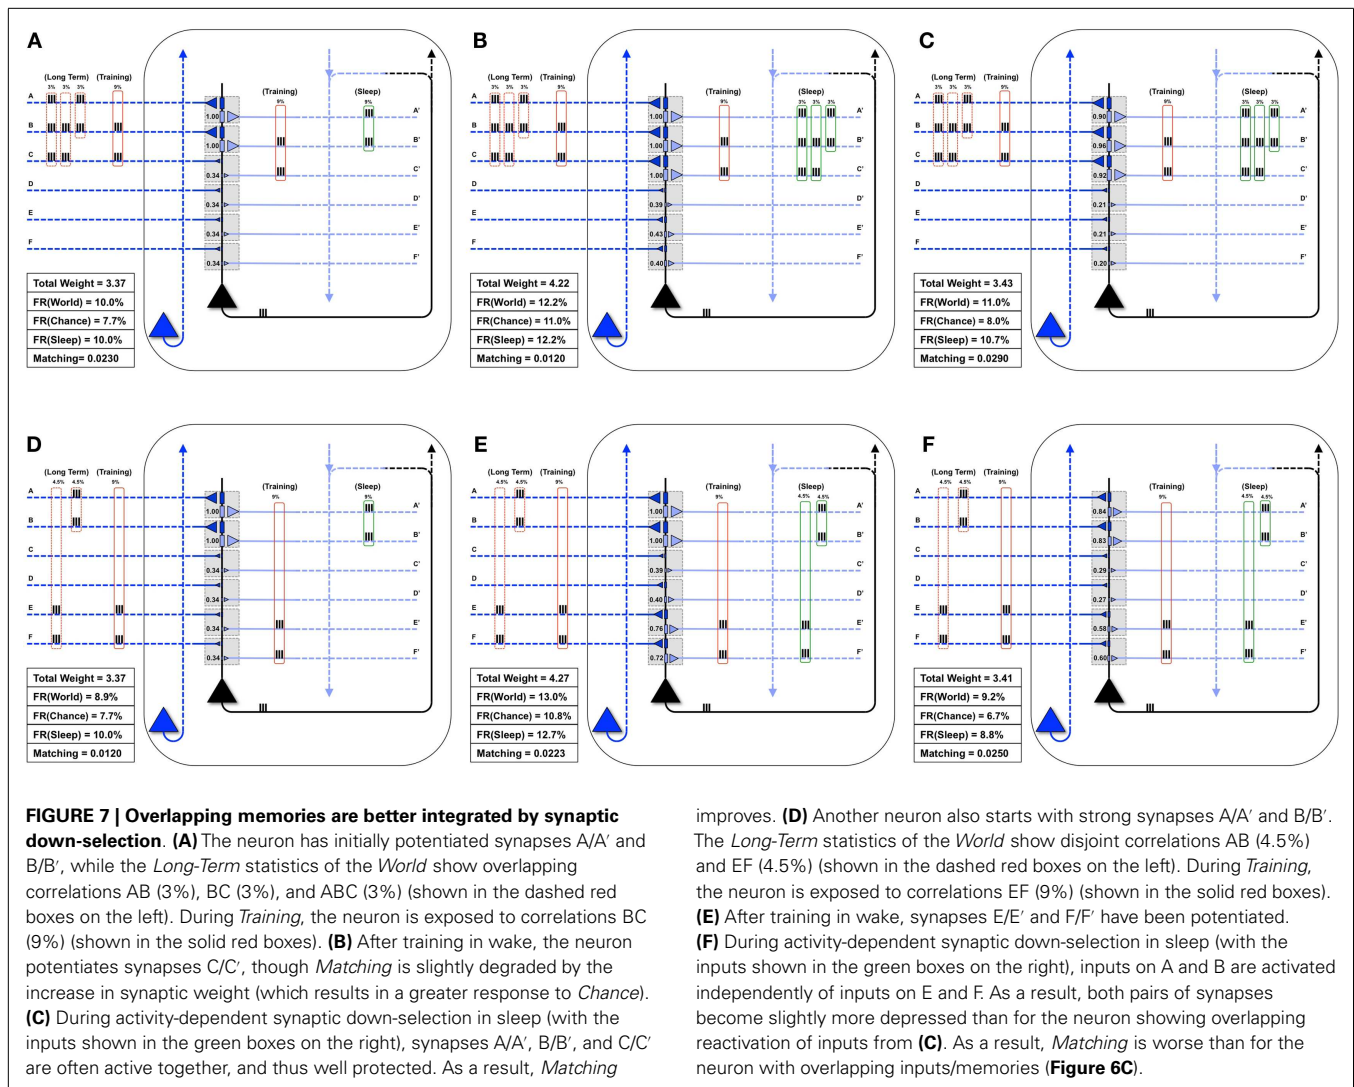 A
(Long Term) (Training)
3% 3% 3% 9%
(Training) (Sleep)
9% 9%
A
B
C
D
E
F
1.00 A'
1.00 B'
0.34 C'
0.34 D'
0.34 E'
0.34 F'
Total Weight = 3.37
FR(World) = 10.0%
FR(Chance) = 7.7%
FR(Sleep) = 10.0%
Matching= 0.0230
B
(Long Term) (Training)
3% 3% 3% 9%
(Training) (Sleep)
9% 3% 3% 3%
A
B
C
D
E
F
1.00 A'
1.00 B'
1.00 C'
0.39 D'
0.43 E'
0.40 F'
Total Weight = 4.22
FR(World) = 12.2%
FR(Chance) = 11.0%
FR(Sleep) = 12.2%
Matching = 0.0120
C
(Long Term) (Training)
3% 3% 3% 9%
(Training) (Sleep)
9% 3% 3% 3%
A
B
C
D
E
F
0.90 A'
0.96 B'
0.92 C'
0.21 D'
0.21 E'
0.20 F'
Total Weight = 3.43
FR(World) = 11.0%
FR(Chance) = 8.0%
FR(Sleep) = 10.7%
Matching = 0.0290
D
(Long Term) (Training)
4.5% 4.5% 9%
(Training) (Sleep)
9% 9%
A
B
C
D
E
F
1.00 A'
1.00 B'
0.34 C'
0.34 D'
0.34 E'
0.34 F'
Total Weight = 3.37
FR(World) = 8.9%
FR(Chance) = 7.7%
FR(Sleep) = 10.0%
Matching = 0.0120
E
(Long Term) (Training)
4.5% 4.5% 9%
(Training) (Sleep)
9% 4.5% 4.5%
A
B
C
D
E
F
1.00 A'
1.00 B'
0.39 C'
0.40 D'
0.76 E'
0.72 F'
Total Weight = 4.27
FR(World) = 13.0%
FR(Chance) = 10.8%
FR(Sleep) = 12.7%
Matching = 0.0223
F
(Long Term) (Training)
4.5% 4.5% 9%
(Training) (Sleep)
9% 4.5% 4.5%
A
B
C
D
E
F
0.84 A'
0.83 B'
0.29 C'
0.27 D'
0.58 E'
0.60 F'
Total Weight = 3.41
FR(World) = 9.2%
FR(Chance) = 6.7%
FR(Sleep) = 8.8%
Matching = 0.0250
FIGURE 7 | Overlapping memories are better integrated by synaptic
down-selection. (A) The neuron has initially potentiated synapses A/A′ and
B/B′, while the Long-Term statistics of the World show overlapping
correlations AB (3%), BC (3%), and ABC (3%) (shown in the dashed red
boxes on the left). During Training, the neuron is exposed to correlations BC
(9%) (shown in the solid red boxes). (B) After training in wake, the neuron
potentiates synapses C/C′, though Matching is slightly degraded by the
increase in synaptic weight (which results in a greater response to Chance).
(C) During activity-dependent synaptic down-selection in sleep (with the
inputs shown in the green boxes on the right), synapses A/A′, B/B′, and C/C′
are often active together, and thus well protected. As a result, Matching
improves. (D) Another neuron also starts with strong synapses A/A′ and B/B′.
The Long-Term statistics of the World show disjoint correlations AB (4.5%)
and EF (4.5%) (shown in the dashed red boxes on the left). During Training,
the neuron is exposed to correlations EF (9%) (shown in the solid red boxes).
(E) After training in wake, synapses E/E′ and F/F′ have been potentiated.
(F) During activity-dependent synaptic down-selection in sleep (with the
inputs shown in the green boxes on the right), inputs on A and B are activated
independently of inputs on E and F. As a result, both pairs of synapses
become slightly more depressed than for the neuron showing overlapping
reactivation of inputs from (C). As a result, Matching is worse than for the
neuron with overlapping inputs/memories (Figure 6C).